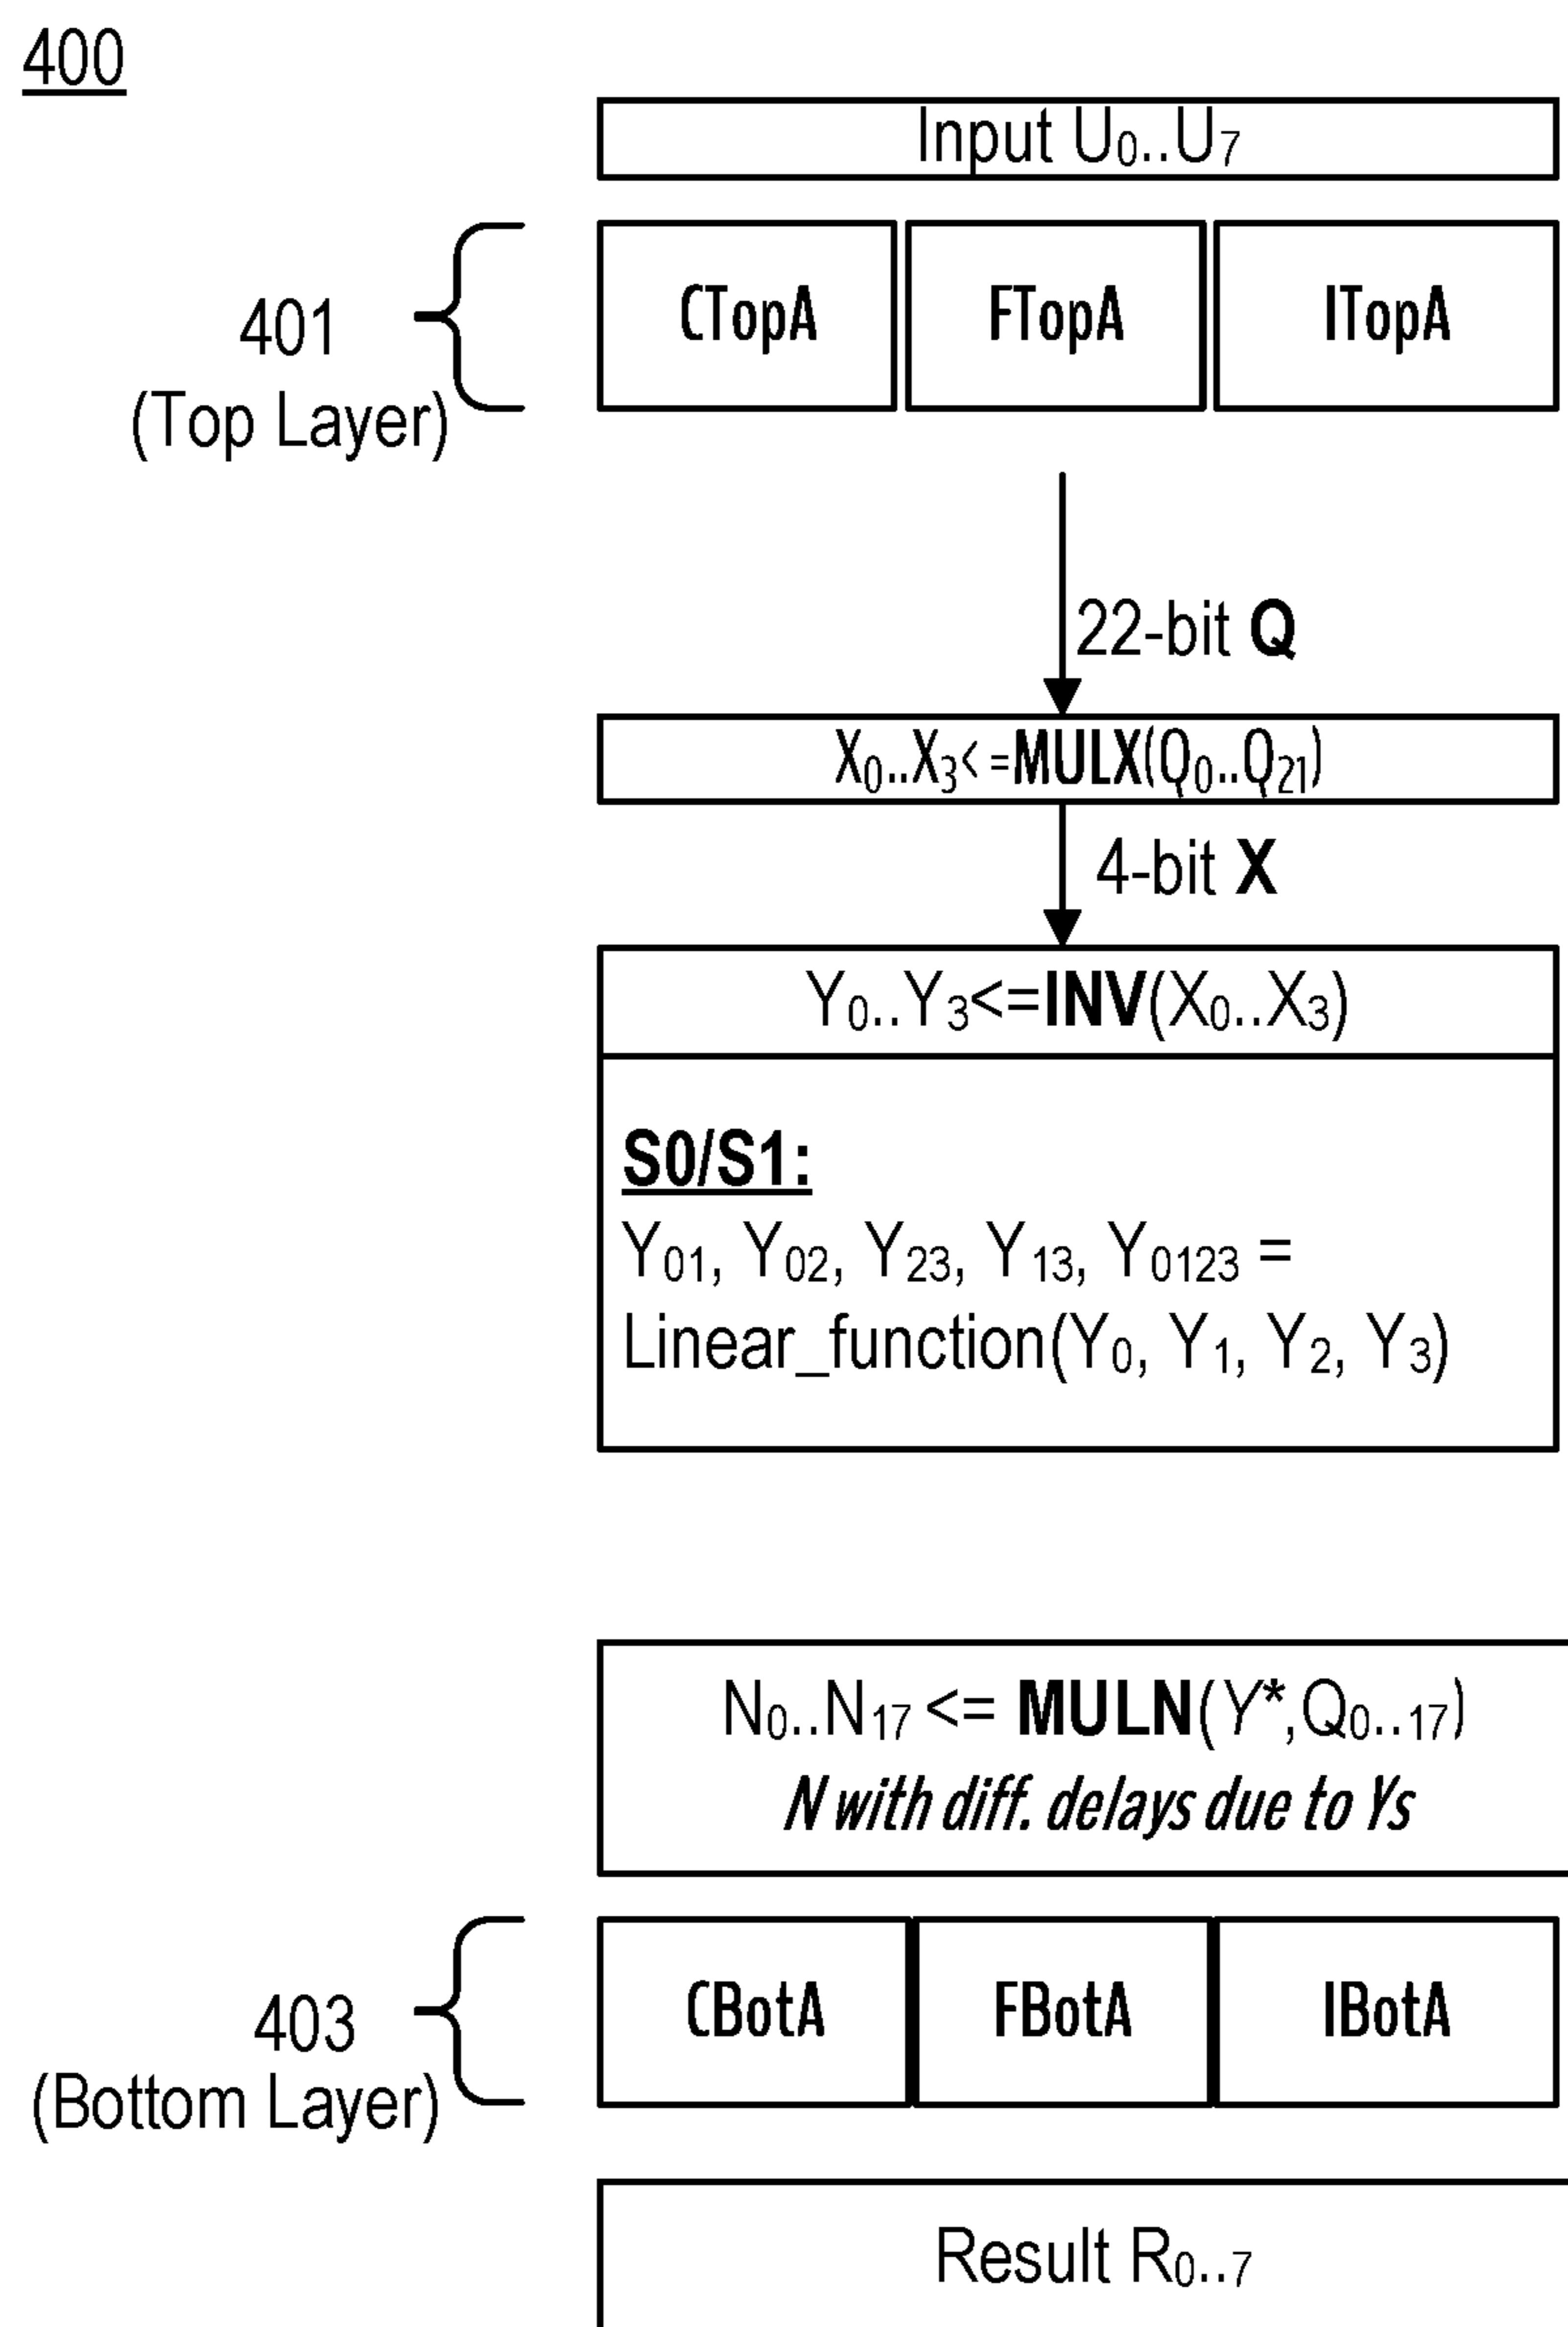 400
Input U₀..U₇
401
(Top Layer)
CTopA FTopA ITopA
22-bit Q
X₀..X₃< =MULX(Q₀..Q₂₁)
4-bit X
Y₀..Y₃<=INV(X₀..X₃)
S0/S1:
Y₀₁, Y₀₂, Y₂₃, Y₁₃, Y₀₁₂₃ =
Linear_function(Y₀, Y₁, Y₂, Y₃)
N₀..N₁₇ <= MULN(Y*,Q₀..₁₇)
N with diff. delays due to Ys
403
(Bottom Layer)
CBotA FBotA IBotA
Result R₀..₇